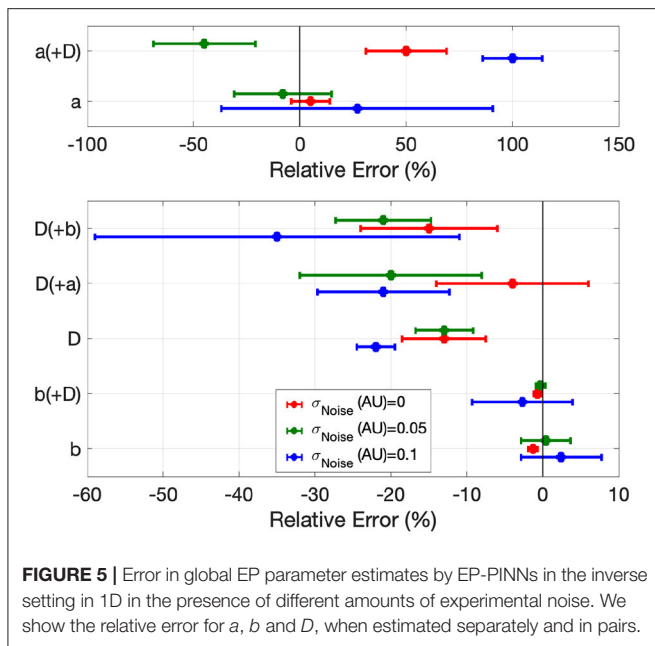 a(+D)
a
-100 -50 0 50 100 150
Relative Error (%)
D(+b)
D(+a)
D
b(+D)
b
σNoise (AU)=0
σNoise (AU)=0.05
σNoise (AU)=0.1
-60 -50 -40 -30 -20 -10 0 10
Relative Error (%)
FIGURE 5 | Error in global EP parameter estimates by EP-PINNs in the inverse
setting in 1D in the presence of different amounts of experimental noise. We
show the relative error for a, b and D, when estimated separately and in pairs.